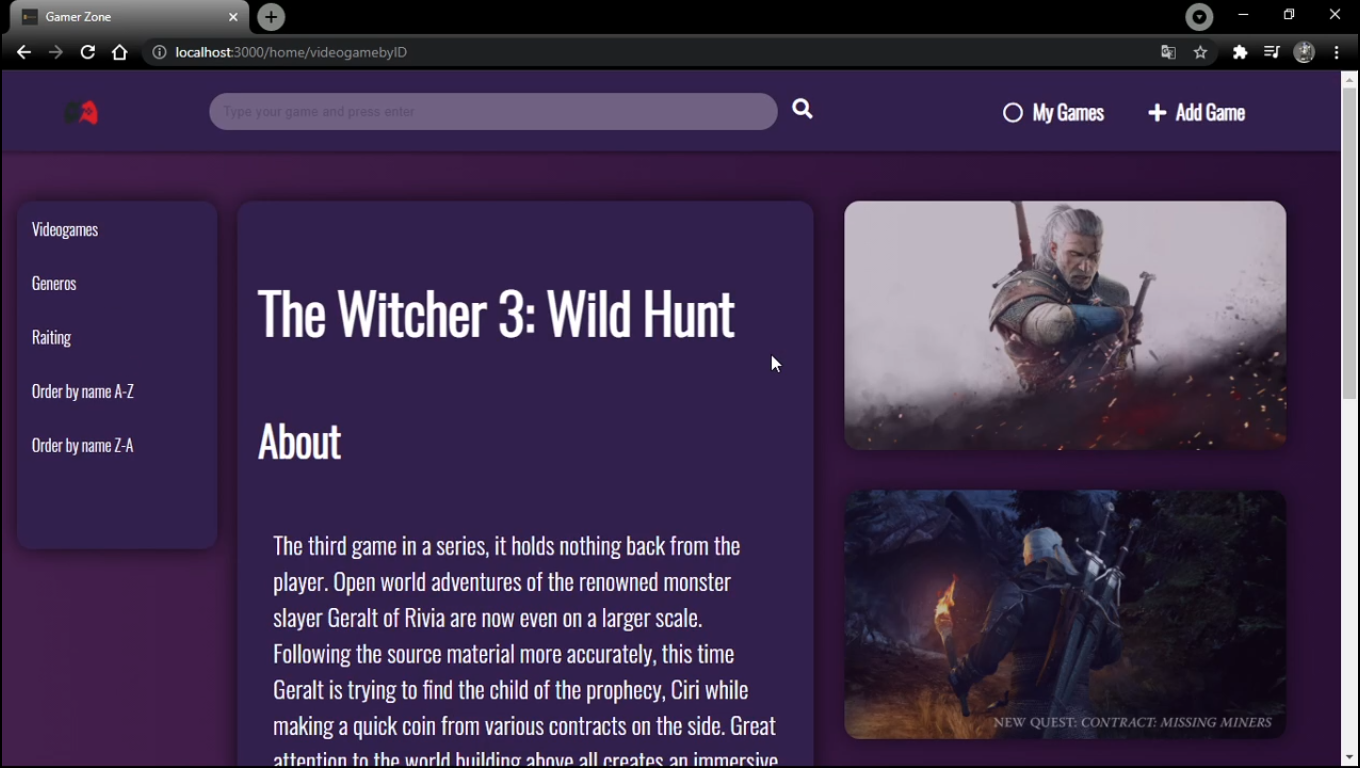 Gamer Zone
localhost:3000/home/videogamebyID
Type your game and press enter
My Games
Add Game
Videogames
Generos
Raiting
Order by name A-Z
Order by name Z-A
The Witcher 3: Wild Hunt
About
The third game in a series, it holds nothing back from the
player. Open world adventures of the renowned monster
slayer Geralt of Rivia are now even on a larger scale.
Following the source material more accurately, this time
Geralt is trying to find the child of the prophecy, Ciri while
making a quick coin from various contracts on the side. Great
attention to the world building above all creates an immersive
NEW QUEST: CONTRACT: MISSING MINERS